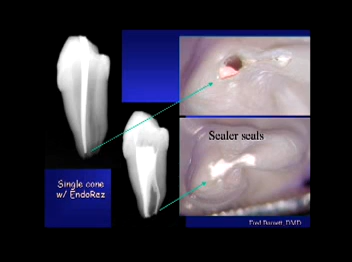 Sealer seals
Single cone
w/ EndoRez
Fred Barnett, DMD